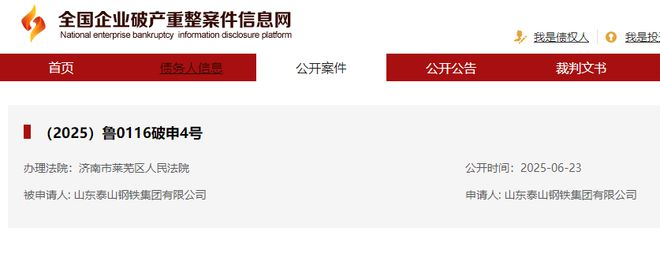 全国企业破产重整案件信息网
National enterprise bankruptcy information disclosure platform
我是债权人 我是投
首页 债务人信息 公开案件 公开公告 裁判文书
（2025）鲁0116破申4号
办理法院：济南市莱芜区人民法院 公开时间：2025-06-23
被申请人: 山东泰山钢铁集团有限公司 申请人: 山东泰山钢铁集团有限公司